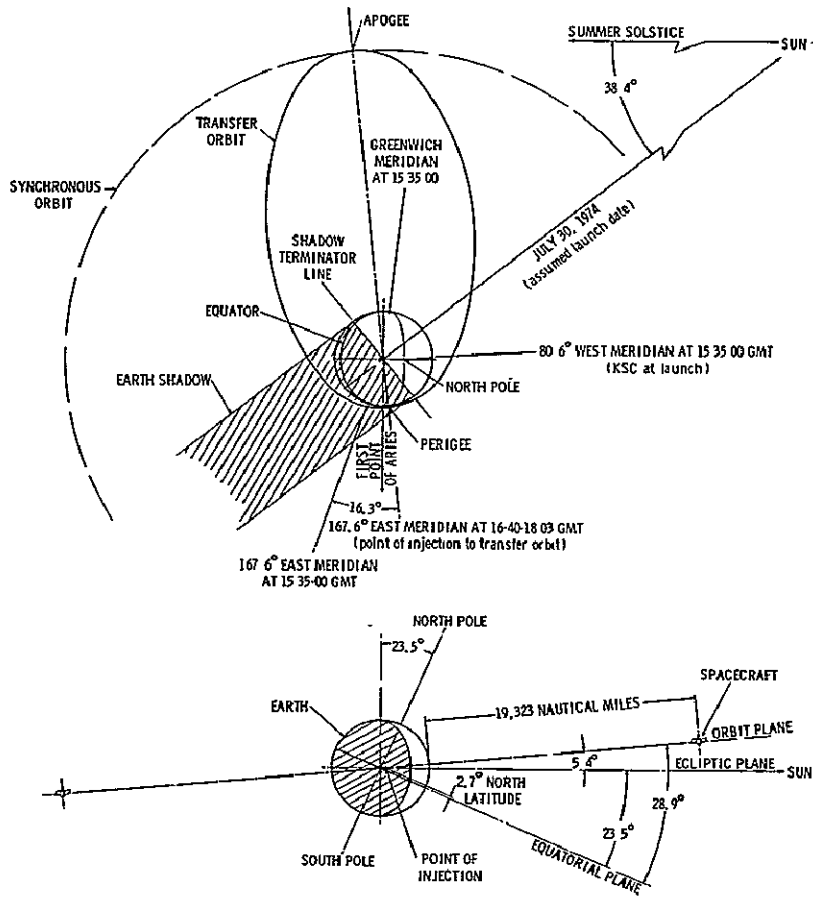 APOGEE
SUMMER SOLSTICE
SUN
38.4°
TRANSFER
ORBIT
GREENWICH
MERIDIAN
AT 15 35 00
SYNCHRONOUS
ORBIT
JULY 30, 1974
(assumed launch date)
SHADOW
TERMINATOR
LINE
EQUATOR
80 6° WEST MERIDIAN AT 15 35 00 GMT
(KSC at launch)
EARTH SHADOW
NORTH POLE
PERIGEE
FIRST
POINT
OF ARIES
16.3°
167.6° EAST MERIDIAN AT 16-40-18 03 GMT
(point of injection to transfer orbit)
167 6° EAST MERIDIAN
AT 15 35-00 GMT
NORTH POLE
23.5°
SPACECRAFT
EARTH
19,323 NAUTICAL MILES
ORBIT PLANE
5.4°
ECLIPTIC PLANE
SUN
2.7° NORTH
LATITUDE
28.9°
23.5°
EQUATORIAL PLANE
SOUTH POLE
POINT OF
INJECTION